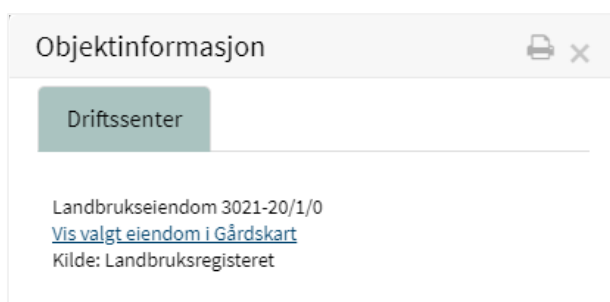 Objektinformasjon
Driftssenter
Landbrukseiendom 3021-20/1/0
Vis valgt eiendom i Gårdskart
Kilde: Landbruksregisteret